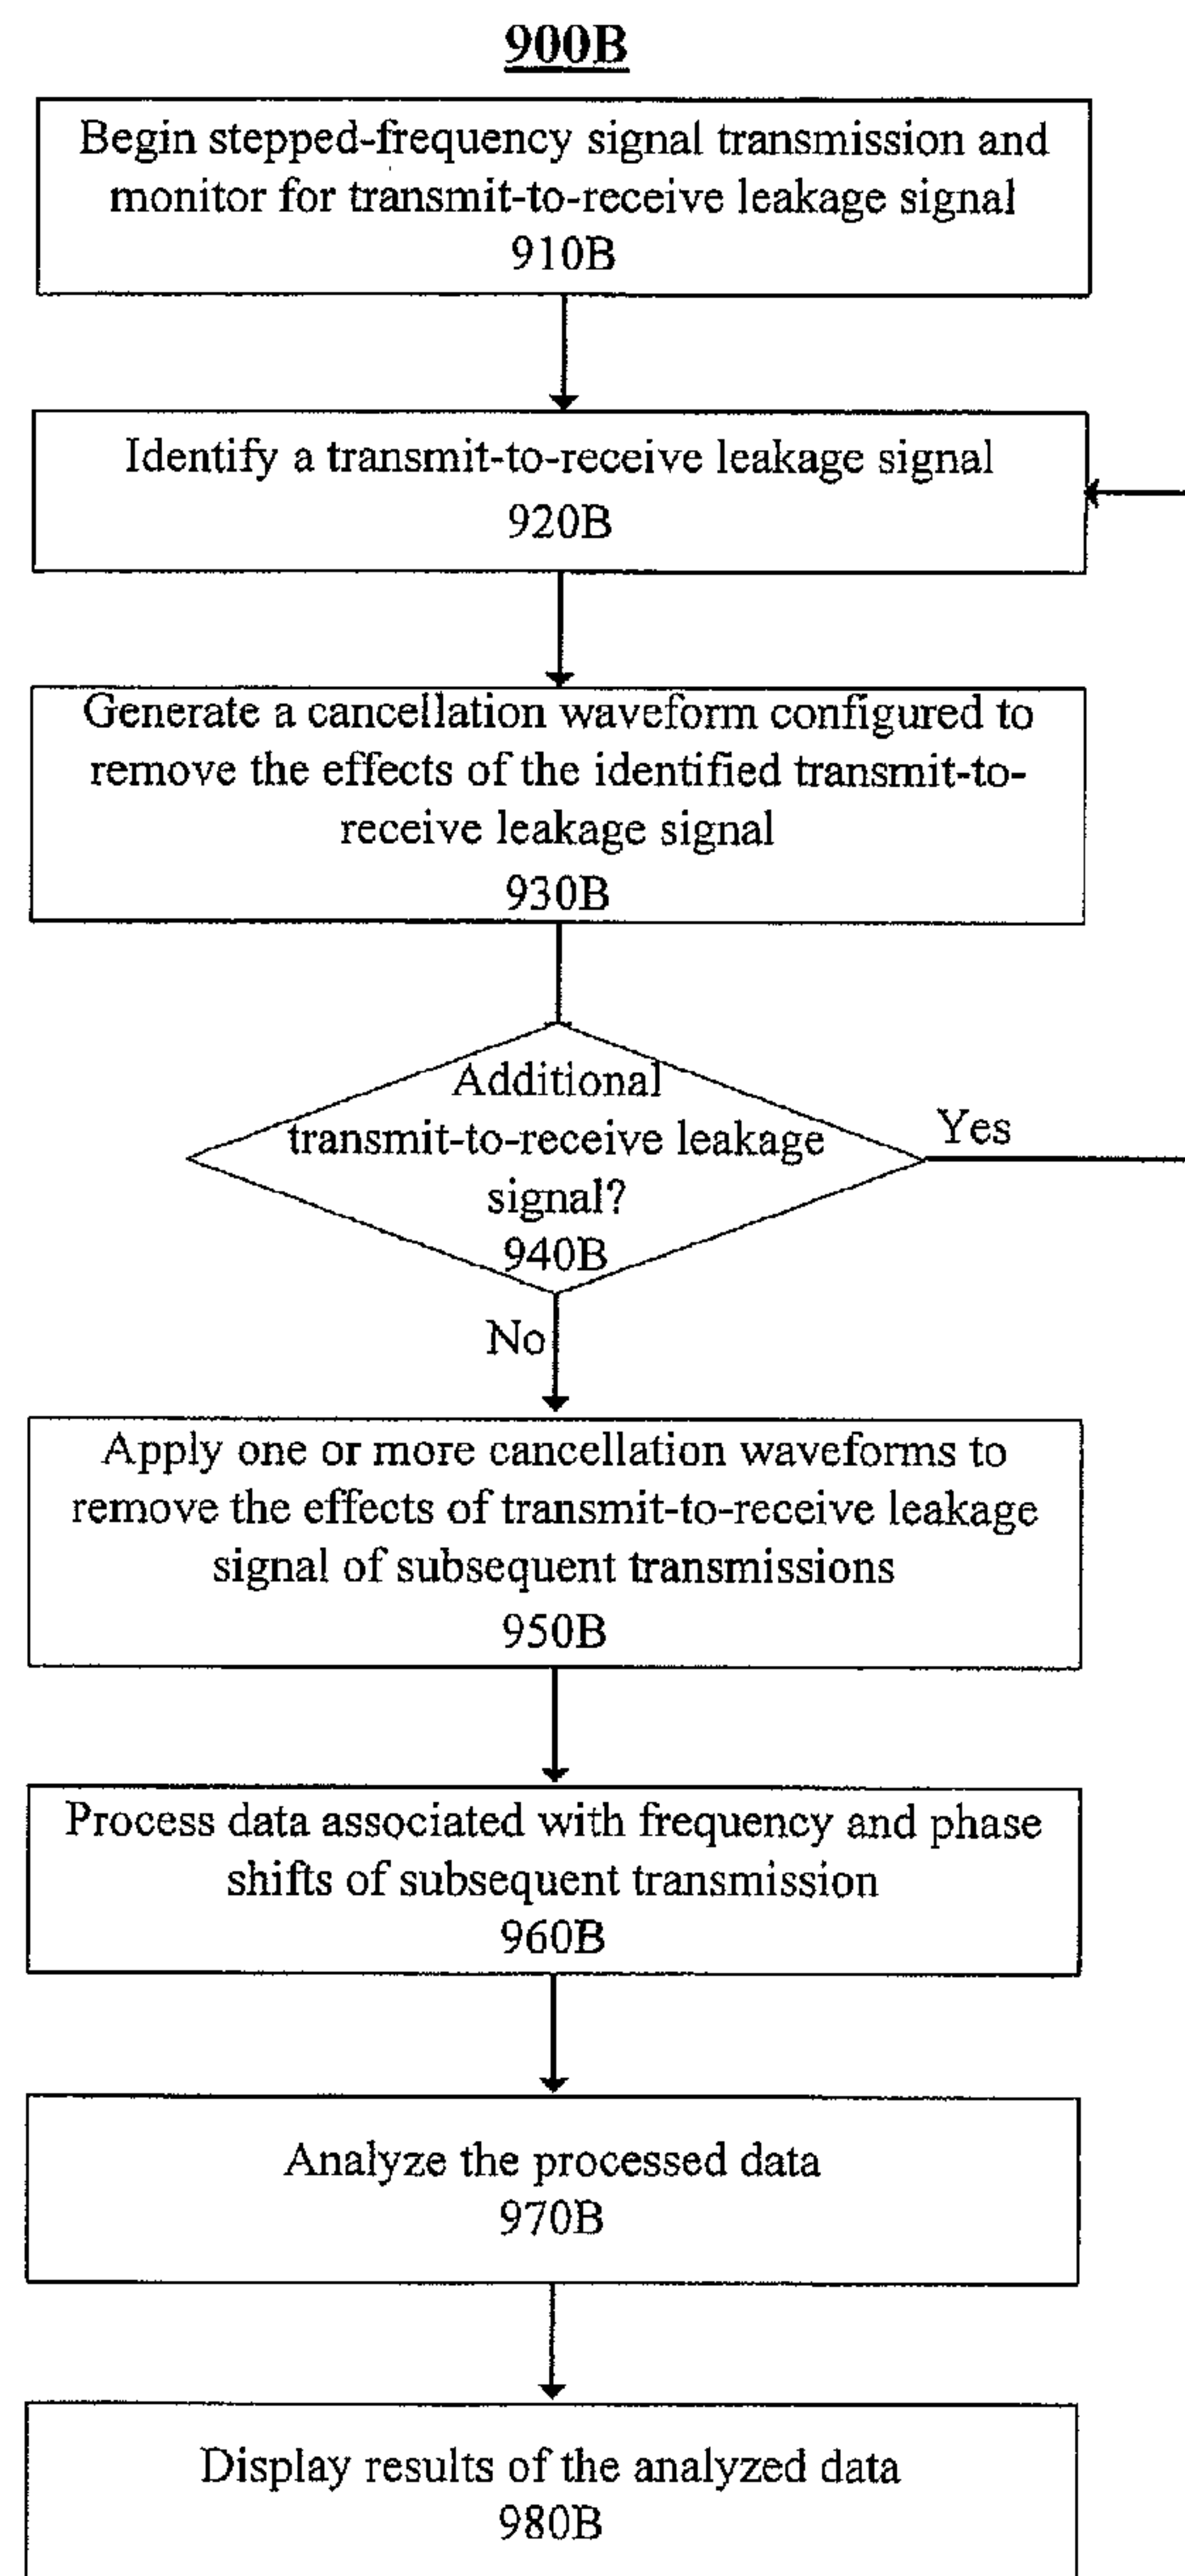 900B
Begin stepped-frequency signal transmission and
monitor for transmit-to-receive leakage signal
910B
Identify a transmit-to-receive leakage signal
920B
Generate a cancellation waveform configured to
remove the effects of the identified transmit-to-
receive leakage signal
930B
Additional
transmit-to-receive leakage
signal?
940B
Yes
No
Apply one or more cancellation waveforms to
remove the effects of transmit-to-receive leakage
signal of subsequent transmissions
950B
Process data associated with frequency and phase
shifts of subsequent transmission
960B
Analyze the processed data
970B
Display results of the analyzed data
980B